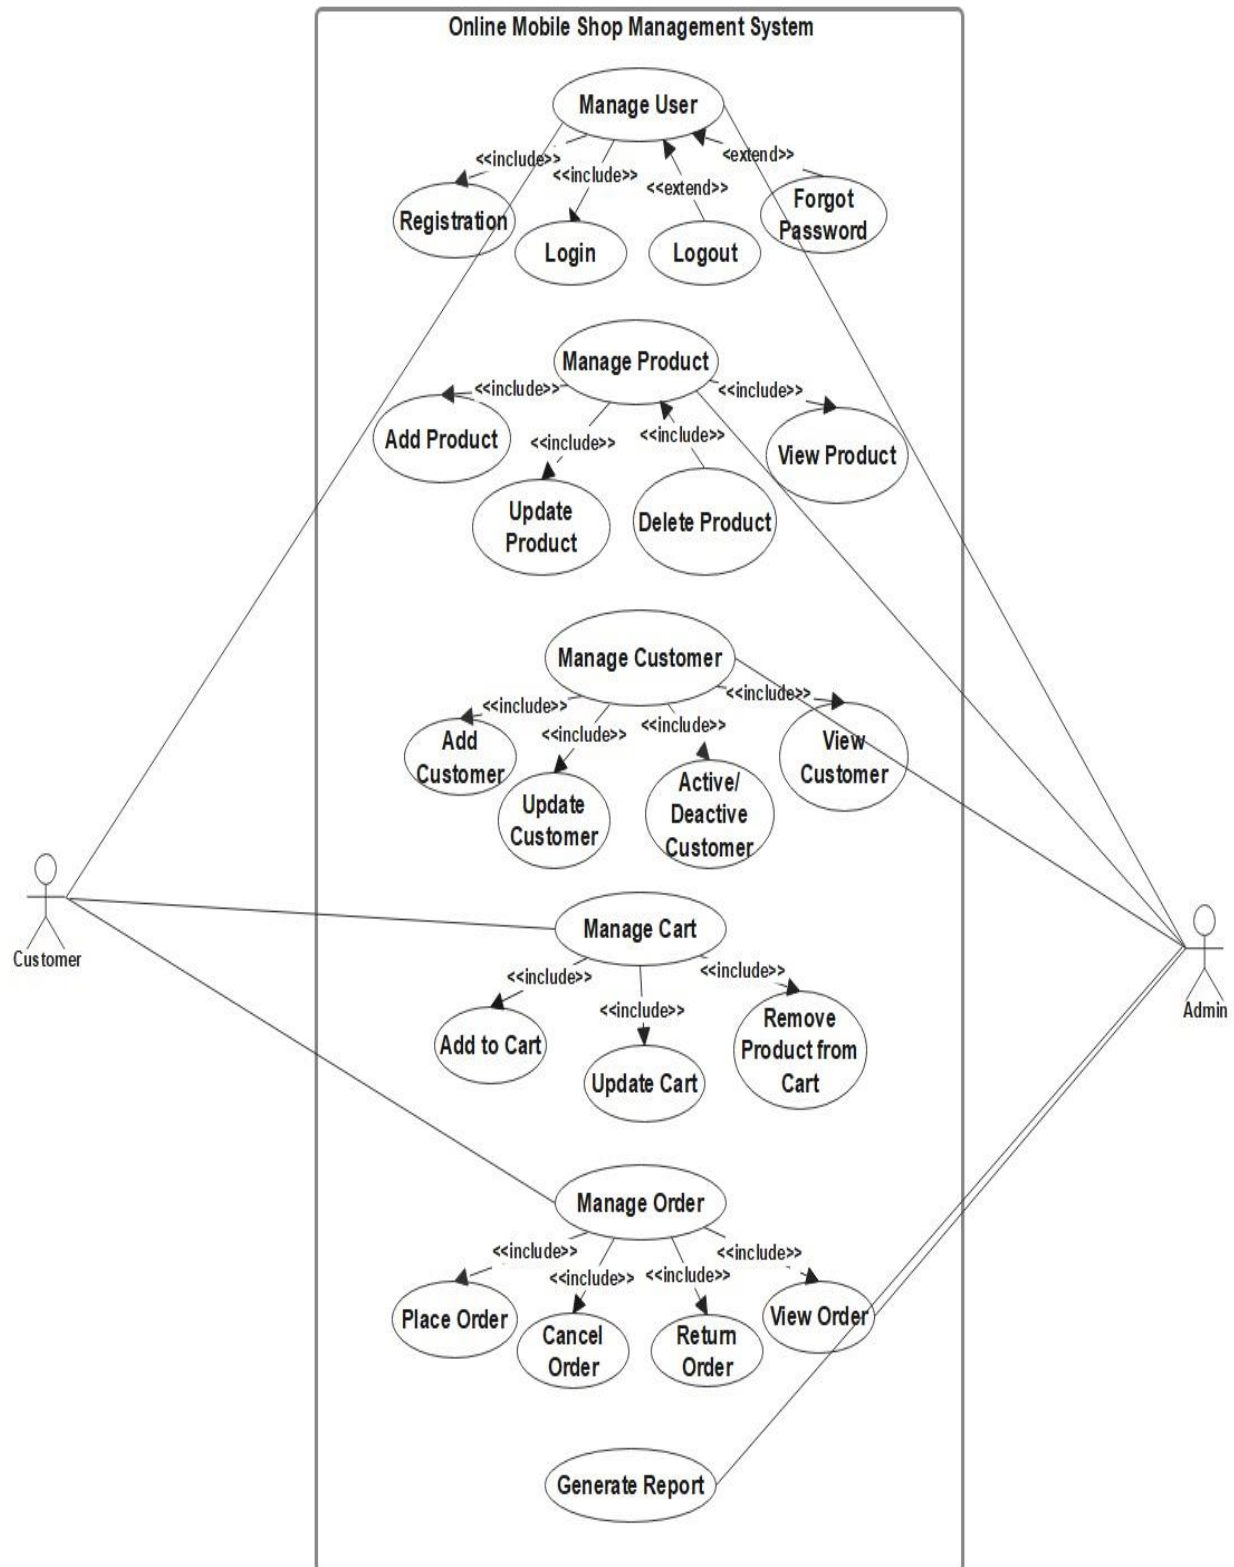 Online Mobile Shop Management System
Manage User
<<include>>
<<include>>
<<extend>>
<extend>>
Registration
Login
Logout
Forgot
Password
Manage Product
<<include>>
<<include>>
<<include>>
<<include>>
Add Product
Update
Product
Delete Product
View Product
Manage Customer
<<include>>
<<include>>
<<include>>
<<include>>
Add
Customer
Update
Customer
Active/
Deactive
Customer
View
Customer
Customer
Admin
Manage Cart
<<include>>
<<include>>
<<include>>
Add to Cart
Update Cart
Remove
Product from
Cart
Manage Order
<<include>>
<<include>>
<<include>>
<<include>>
Place Order
Cancel
Order
Return
Order
View Order
Generate Report